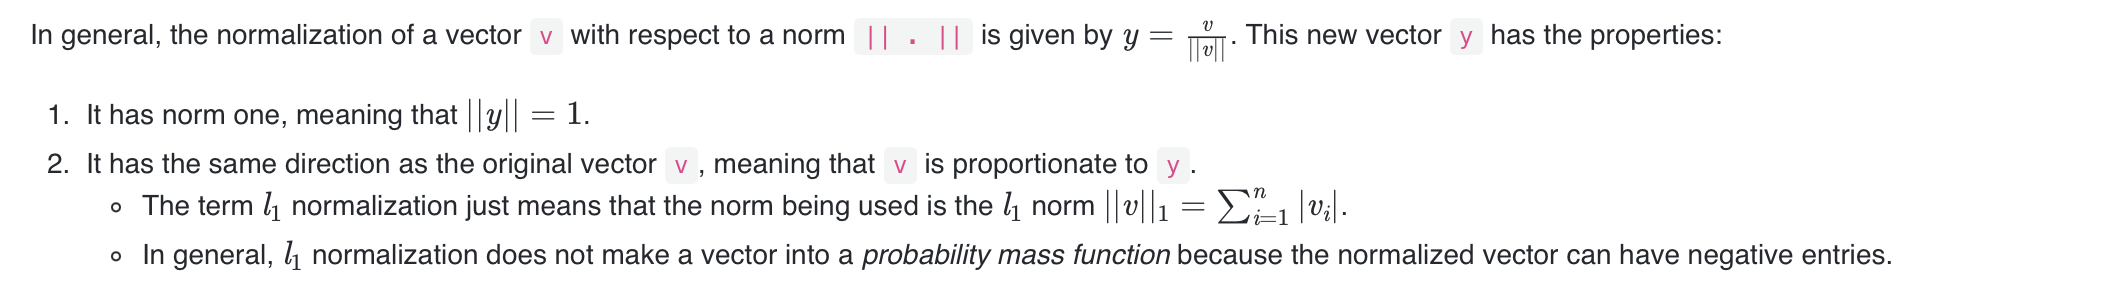 In general, the normalization of a vector v with respect to a norm || . || is given by $y = \frac{v}{||v||}$. This new vector y has the properties:
1. It has norm one, meaning that $||y|| = 1$.
2. It has the same direction as the original vector v, meaning that v is proportionate to y.
∘ The term $l_1$ normalization just means that the norm being used is the $l_1$ norm $||v||_1 = \sum_{i=1}^{n} |v_i|$.
∘ In general, $l_1$ normalization does not make a vector into a probability mass function because the normalized vector can have negative entries.